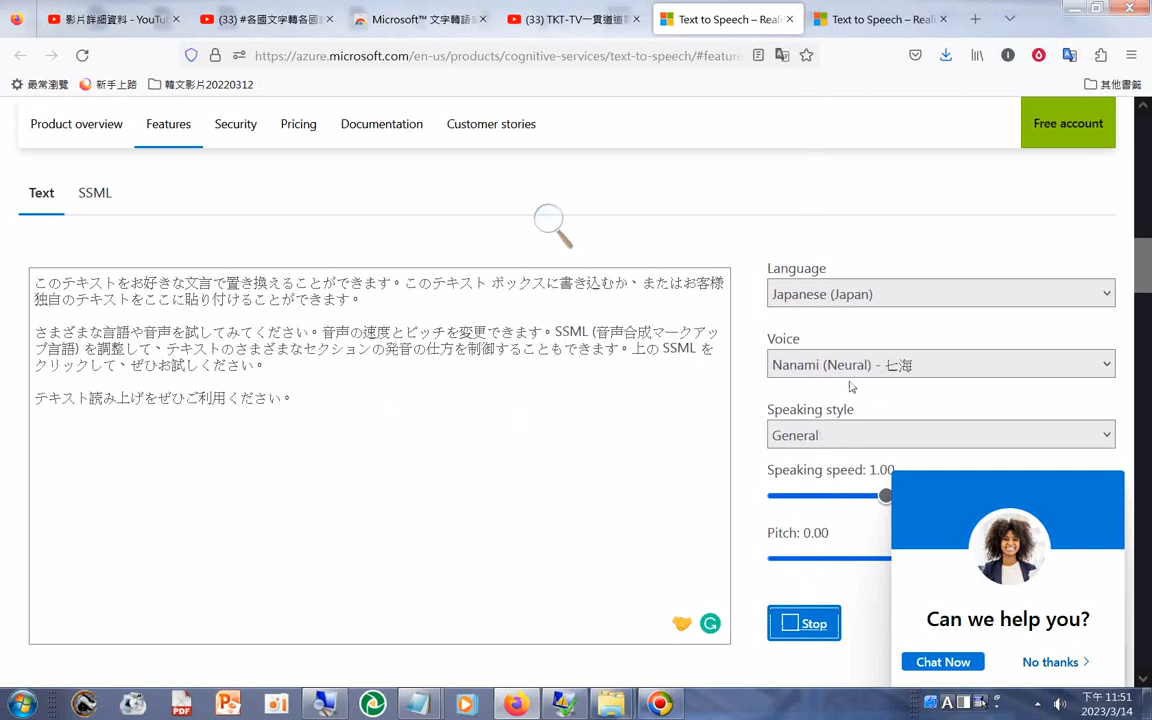 影片詳細資料 - YouTu
(33) #各國文字轉各國
Microsoft™ 文字轉語
(33) TKT-TV一貫道道
Text to Speech – Reali
Text to Speech – Reali
https://azure.microsoft.com/en-us/products/cognitive-services/text-to-speech/#feature
最常瀏覽
新手上路
韓文影片20220312
其他書籤
Product overview
Features
Security
Pricing
Documentation
Customer stories
Free account
Text
SSML
このテキストをお好きな文言で置き換えることができます。このテキスト ボックスに書き込むか、またはお客様
独自のテキストをここに貼り付けることができます。
さまざまな言語や音声を試してみてください。音声の速度とピッチを変更できます。SSML (音声合成マークアッ
プ言語) を調整して、テキストのさまざまなセクションの発音の仕方を制御することもできます。上の SSML を
クリックして、ぜひお試しください。
テキスト読み上げをぜひご利用ください。
Language
Japanese (Japan)
Voice
Nanami (Neural) - 七海
Speaking style
General
Speaking speed: 1.00
Pitch: 0.00
Stop
Can we help you?
Chat Now
No thanks
下午 11:51
2023/3/14